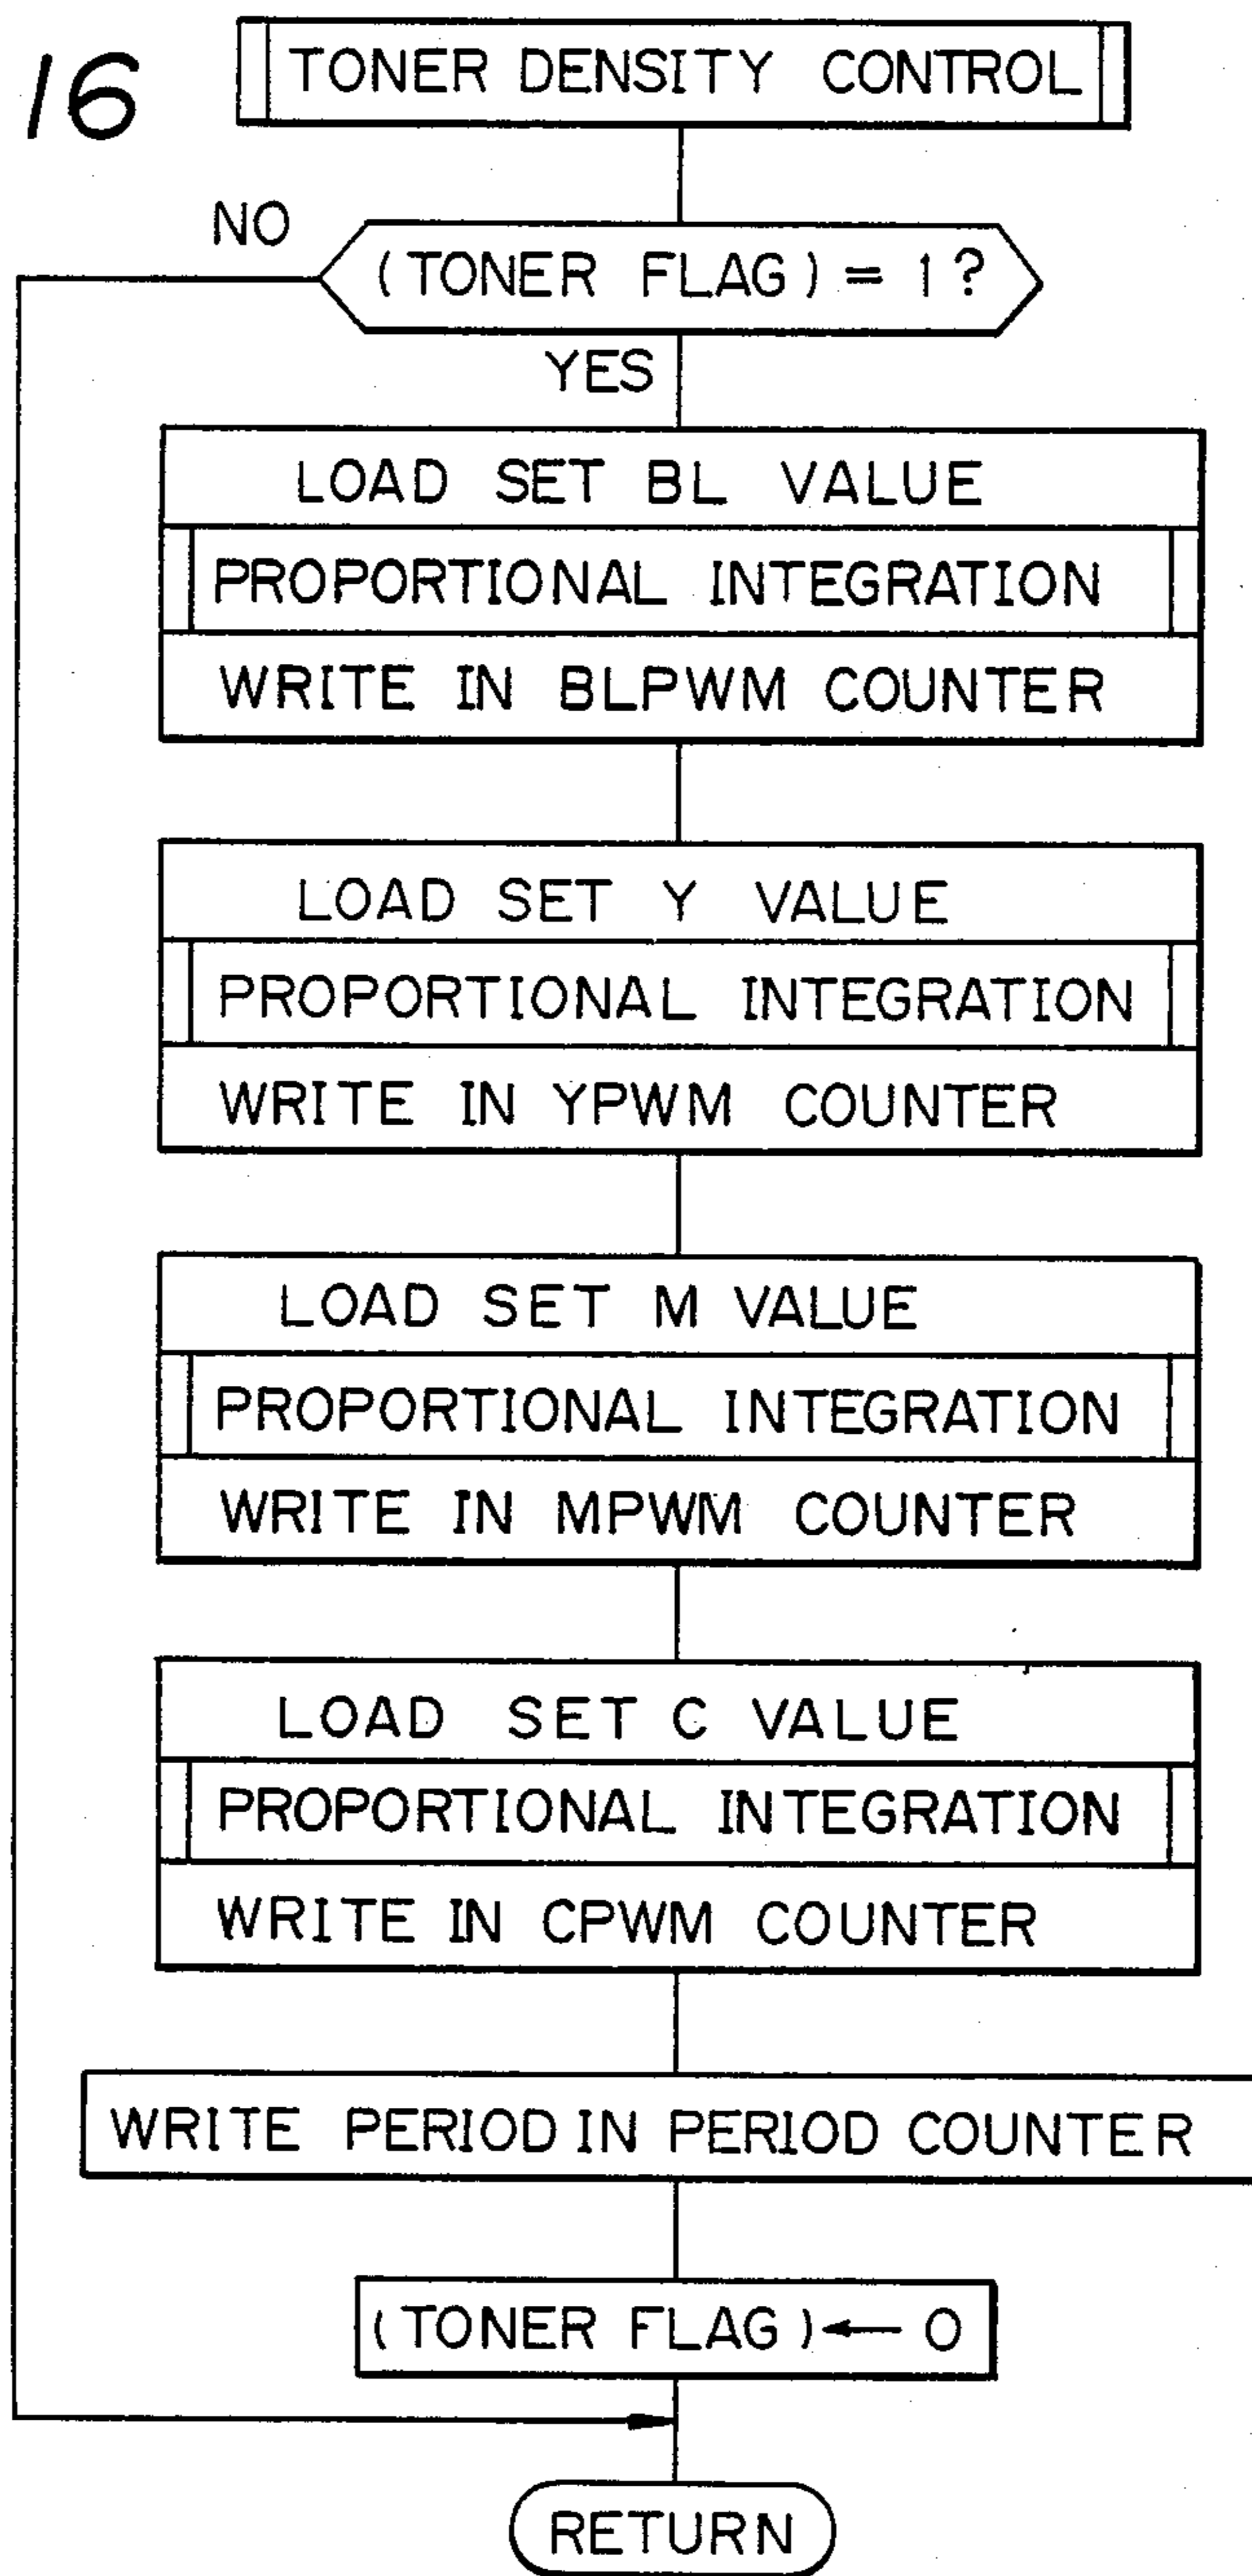 16
TONER DENSITY CONTROL
NO
(TONER FLAG) = 1?
YES
LOAD SET BL VALUE
PROPORTIONAL INTEGRATION
WRITE IN BLPWM COUNTER
LOAD SET Y VALUE
PROPORTIONAL INTEGRATION
WRITE IN YPWM COUNTER
LOAD SET M VALUE
PROPORTIONAL INTEGRATION
WRITE IN MPWM COUNTER
LOAD SET C VALUE
PROPORTIONAL INTEGRATION
WRITE IN CPWM COUNTER
WRITE PERIOD IN PERIOD COUNTER
(TONER FLAG) ← 0
RETURN